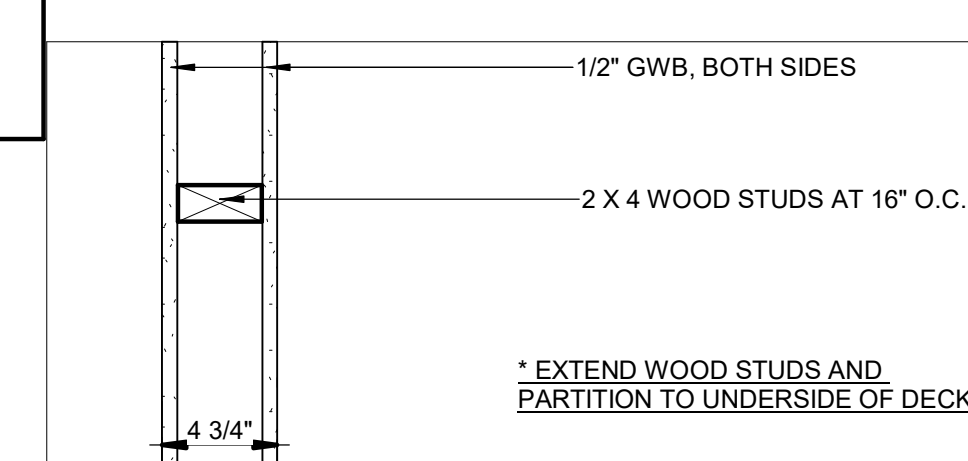 1/2" GWB, BOTH SIDES
2 X 4 WOOD STUDS AT 16" O.C.
* EXTEND WOOD STUDS AND
PARTITION TO UNDERSIDE OF DECK
4 3/4"